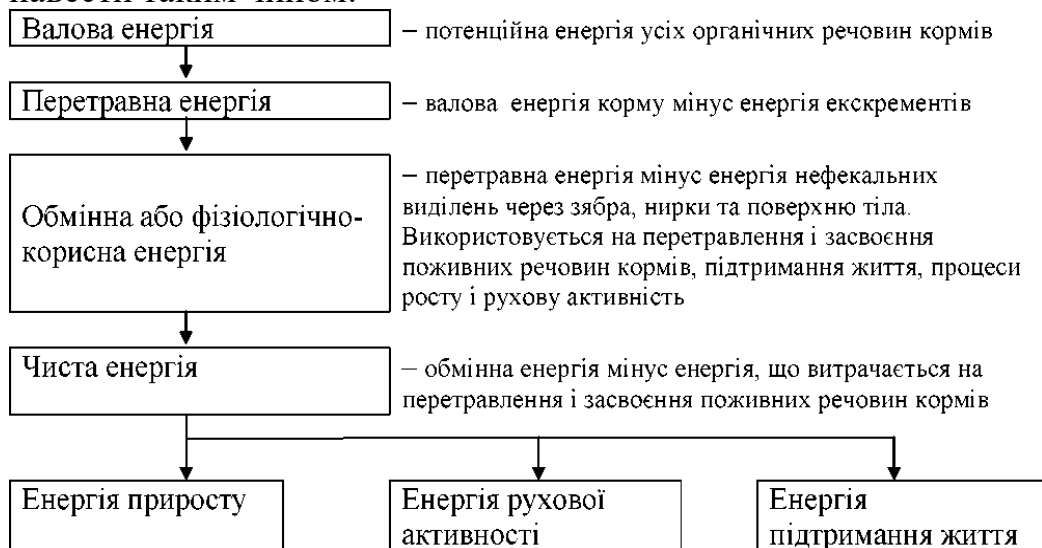 навести таким чином:
Валова енергія
– потенційна енергія усіх органічних речовин кормів
Перетравна енергія
– валова енергія корму мінус енергія екскрементів
Обмінна або фізіологічно-
корисна енергія
– перетравна енергія мінус енергія нефекальних
виділень через зябра, нирки та поверхню тіла.
Використовується на перетравлення і засвоєння
поживних речовин кормів, підтримання життя, процеси
росту і рухову активність
Чиста енергія
– обмінна енергія мінус енергія, що витрачається на
перетравлення і засвоєння поживних речовин кормів
Енергія приросту
Енергія рухової
активності
Енергія
підтримання життя